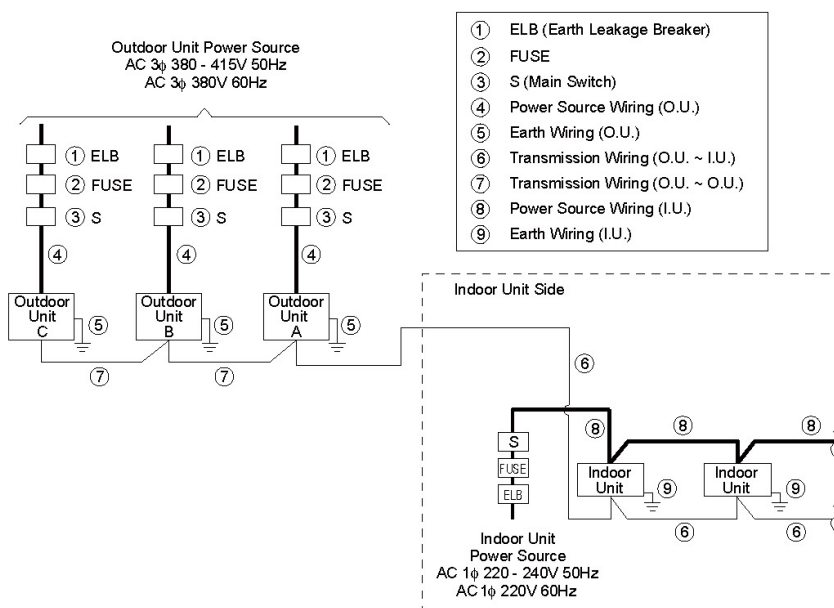 Outdoor Unit Power Source
AC 3ϕ 380 - 415V 50Hz
AC 3ϕ 380V 60Hz
① ELB (Earth Leakage Breaker)
② FUSE
③ S (Main Switch)
④ Power Source Wiring (O.U.)
⑤ Earth Wiring (O.U.)
⑥ Transmission Wiring (O.U. ~ I.U.)
⑦ Transmission Wiring (O.U. ~ O.U.)
⑧ Power Source Wiring (I.U.)
⑨ Earth Wiring (I.U.)
① ELB ① ELB ① ELB
② FUSE ② FUSE ② FUSE
③ S ③ S ③ S
④ ④ ④
Outdoor Unit C ⑤
Outdoor Unit B ⑤
Outdoor Unit A ⑤
⑦ ⑦
Indoor Unit Side
⑥
⑧ ⑧ ⑧
S
FUSE
ELB
Indoor Unit ⑨
Indoor Unit ⑨
⑥ ⑥
Indoor Unit
Power Source
AC 1ϕ 220 - 240V 50Hz
AC 1ϕ 220V 60Hz